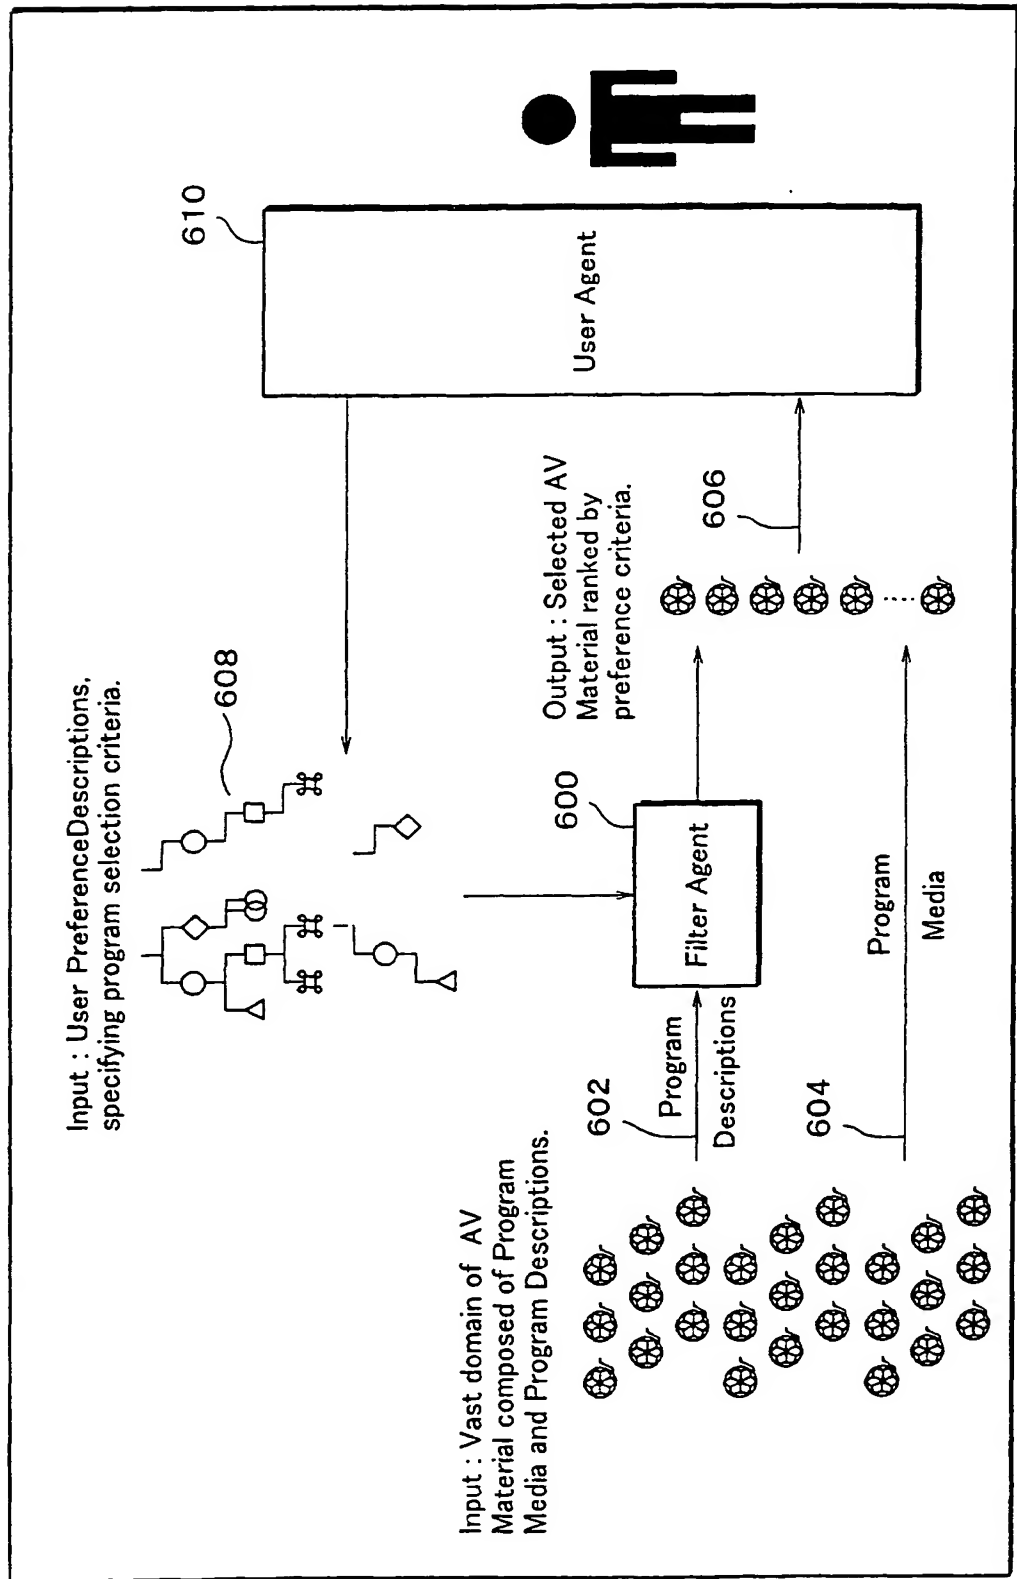 Input : User PreferenceDescriptions,
specifying program selection criteria.
608
610
User Agent
Input : Vast domain of AV
Material composed of Program
Media and Program Descriptions.
602
Program
Descriptions
600
Filter Agent
Output : Selected AV
Material ranked by
preference criteria.
606
604
Program
Media